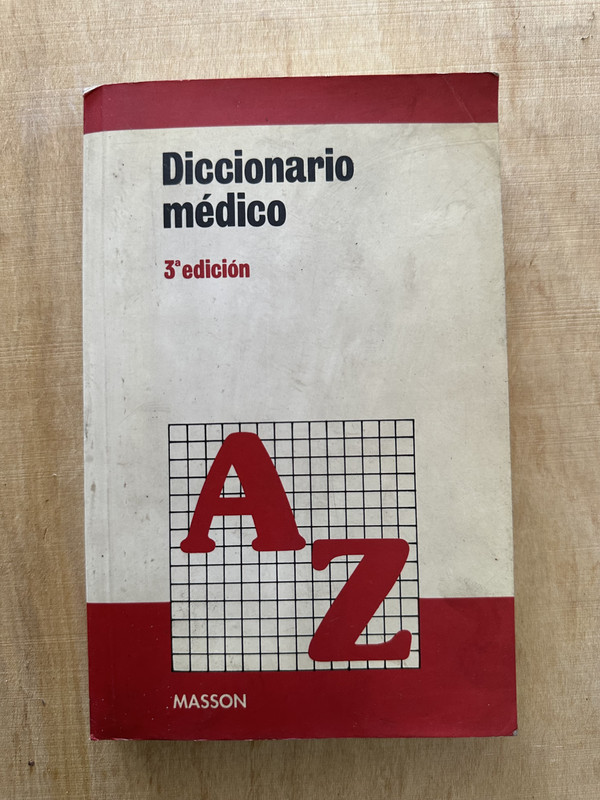 Diccionario
médico
3ª edición
A
Z
MASSON